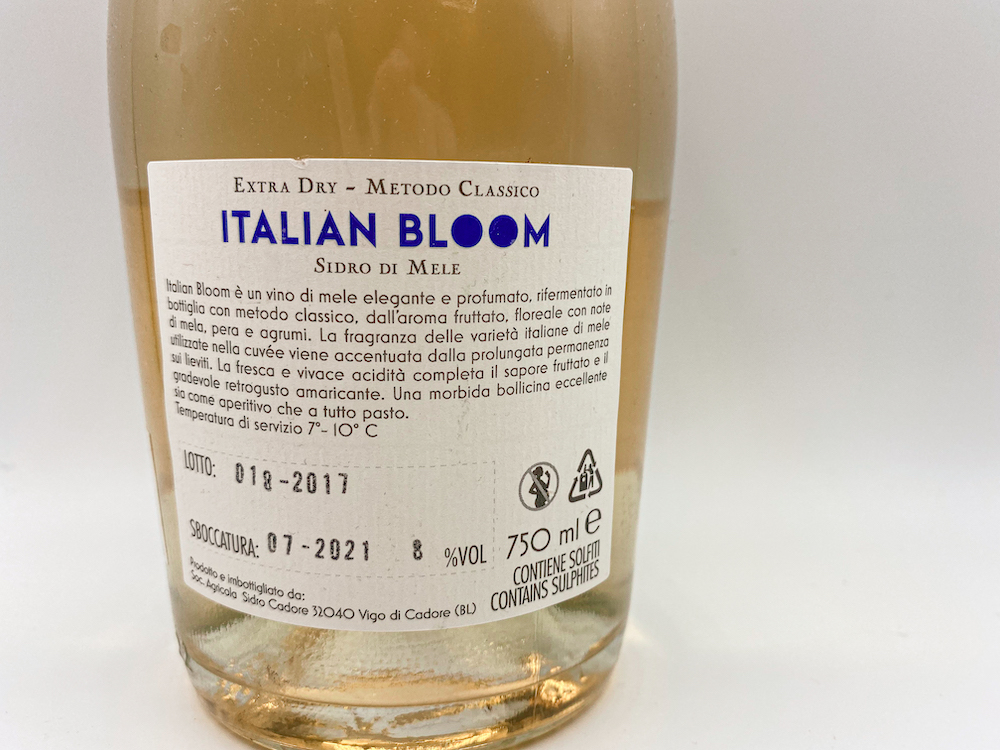 EXTRA DRY - METODO CLASSICO
ITALIAN BLOOM
SIDRO DI MELE
Italian Bloom è un vino di mele elegante e profumato, rifermentato in
bottiglia con metodo classico, dall'aroma fruttato, floreale con note
di mela, pera e agrumi. La fragranza delle varietà italiane di mele
utilizzate nella cuvée viene accentuata dalla prolungata permanenza
sui lieviti. La fresca e vivace acidità completa il sapore fruttato e il
gradevole retrogusto amaricante. Una morbida bollicina eccellente
sia come aperitivo che a tutto pasto.
Temperatura di servizio 7°- 10° C
LOTTO: 018-2017
SBOCCATURA: 07-2021 8 %VOL
750 ml e
CONTIENE SOLFITI
CONTAINS SULPHITES
Prodotto e imbottigliato da:
Soc. Agricola Sidro Cadore 32040 Vigo di Cadore (BL)